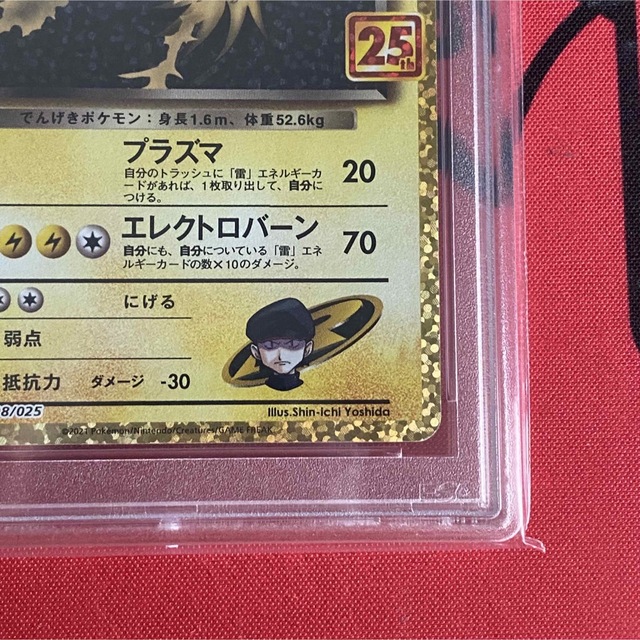 25th
でんげきポケモン：身長1.6m、体重52.6kg
プラズマ 20
自分のトラッシュに「雷」エネルギーカ
ードがあれば、1枚取り出して、自分に
つける。
エレクトロバーン 70
自分にも、自分についている「雷」エネ
ルギーカードの数×10のダメージ。
にげる
弱点
抵抗力 ダメージ -30
8/025
Illus.Shin-Ichi Yoshida
©2021 Pokémon/Nintendo/Creatures/GAME FREAK